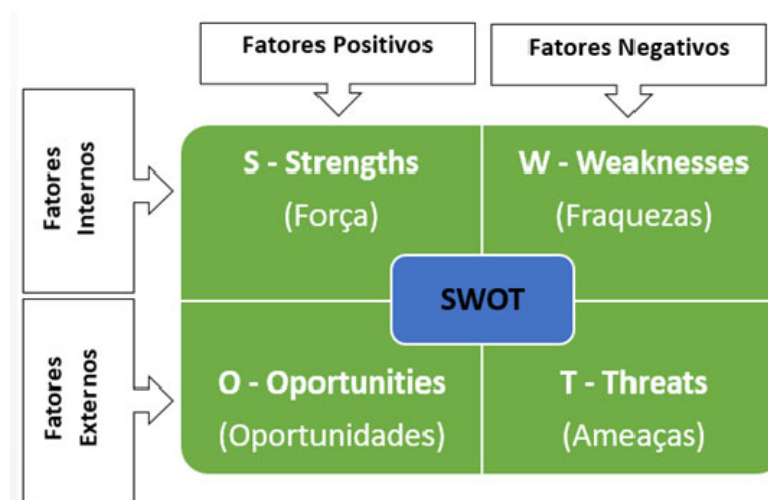 Fatores Positivos
Fatores Negativos
Fatores
Internos
S - Strengths
(Força)
W - Weaknesses
(Fraquezas)
SWOT
Fatores
Externos
O - Oportunities
(Oportunidades)
T - Threats
(Ameaças)